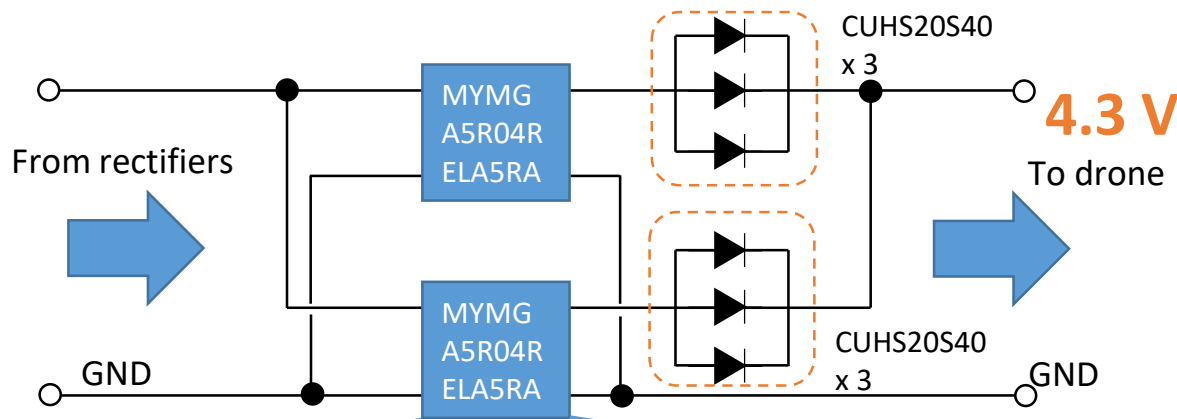 CUHS20S40
x 3
MYMG
A5R04R
ELA5RA
4.3 V
From rectifiers
To drone
MYMG
A5R04R
ELA5RA
CUHS20S40
x 3
GND
GND